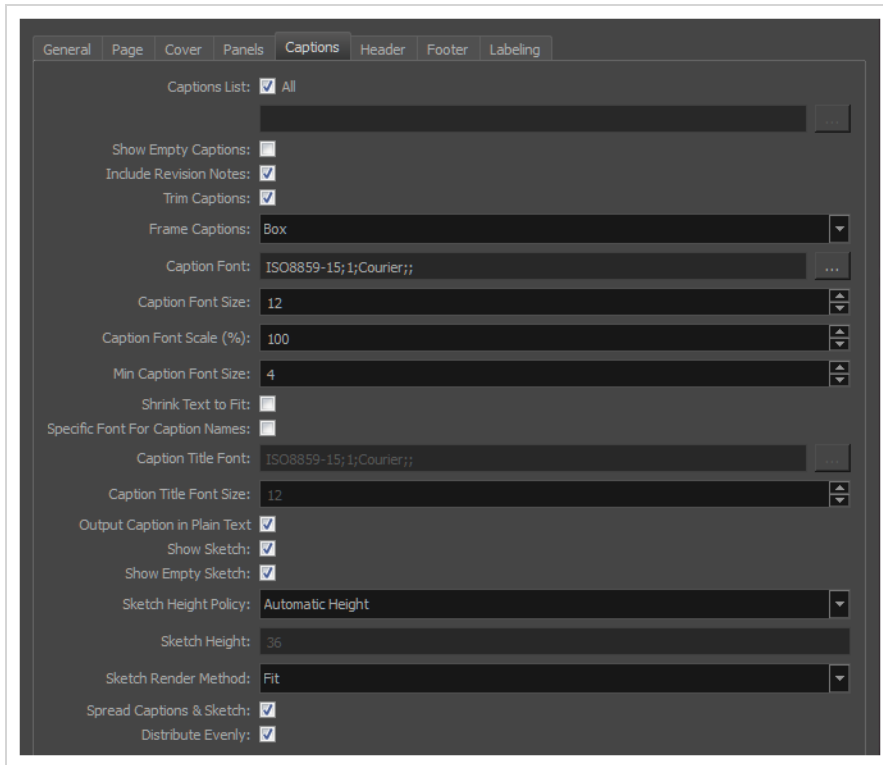 General Page Cover Panels Captions Header Footer Labeling
Captions List: All
...
Show Empty Captions:
Include Revision Notes:
Trim Captions:
Frame Captions: Box
Caption Font: ISO8859-15;1;Courier;; ...
Caption Font Size: 12
Caption Font Scale (%): 100
Min Caption Font Size: 4
Shrink Text to Fit:
Specific Font For Caption Names:
Caption Title Font: ISO8859-15;1;Courier;; ...
Caption Title Font Size: 12
Output Caption in Plain Text
Show Sketch:
Show Empty Sketch:
Sketch Height Policy: Automatic Height
Sketch Height: 36
Sketch Render Method: Fit
Spread Captions & Sketch:
Distribute Evenly: